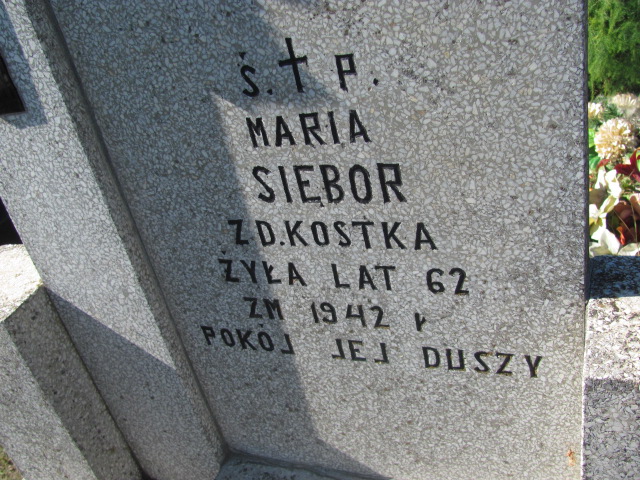 Ś.†P.
MARIA
SIĘBOR
ZD.KOSTKA
ŻYŁA LAT 62
ZM 1942 r
POKÓJ JEJ DUSZY